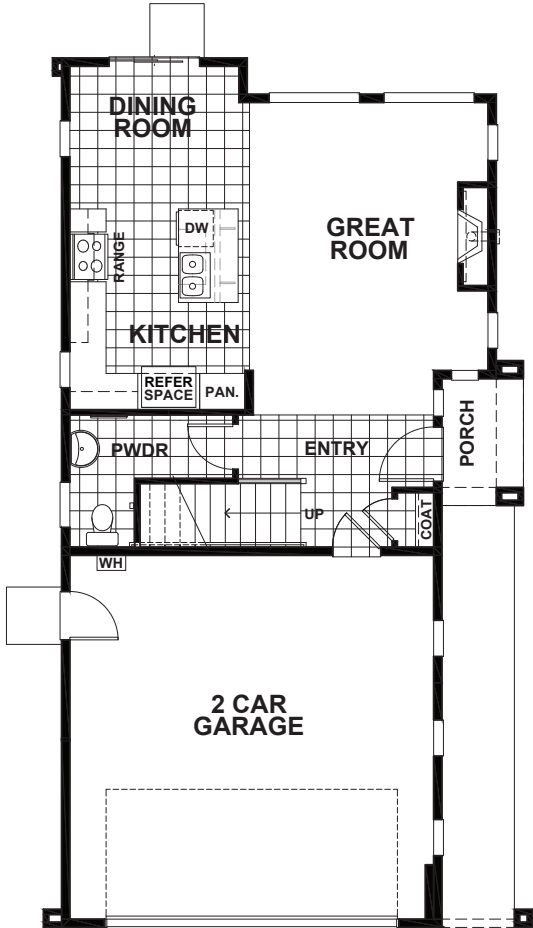 DINING
ROOM
GREAT
ROOM
DW
RANGE
KITCHEN
REFER
SPACE
PAN.
PWDR
ENTRY
PORCH
UP
COAT
WH
2 CAR
GARAGE